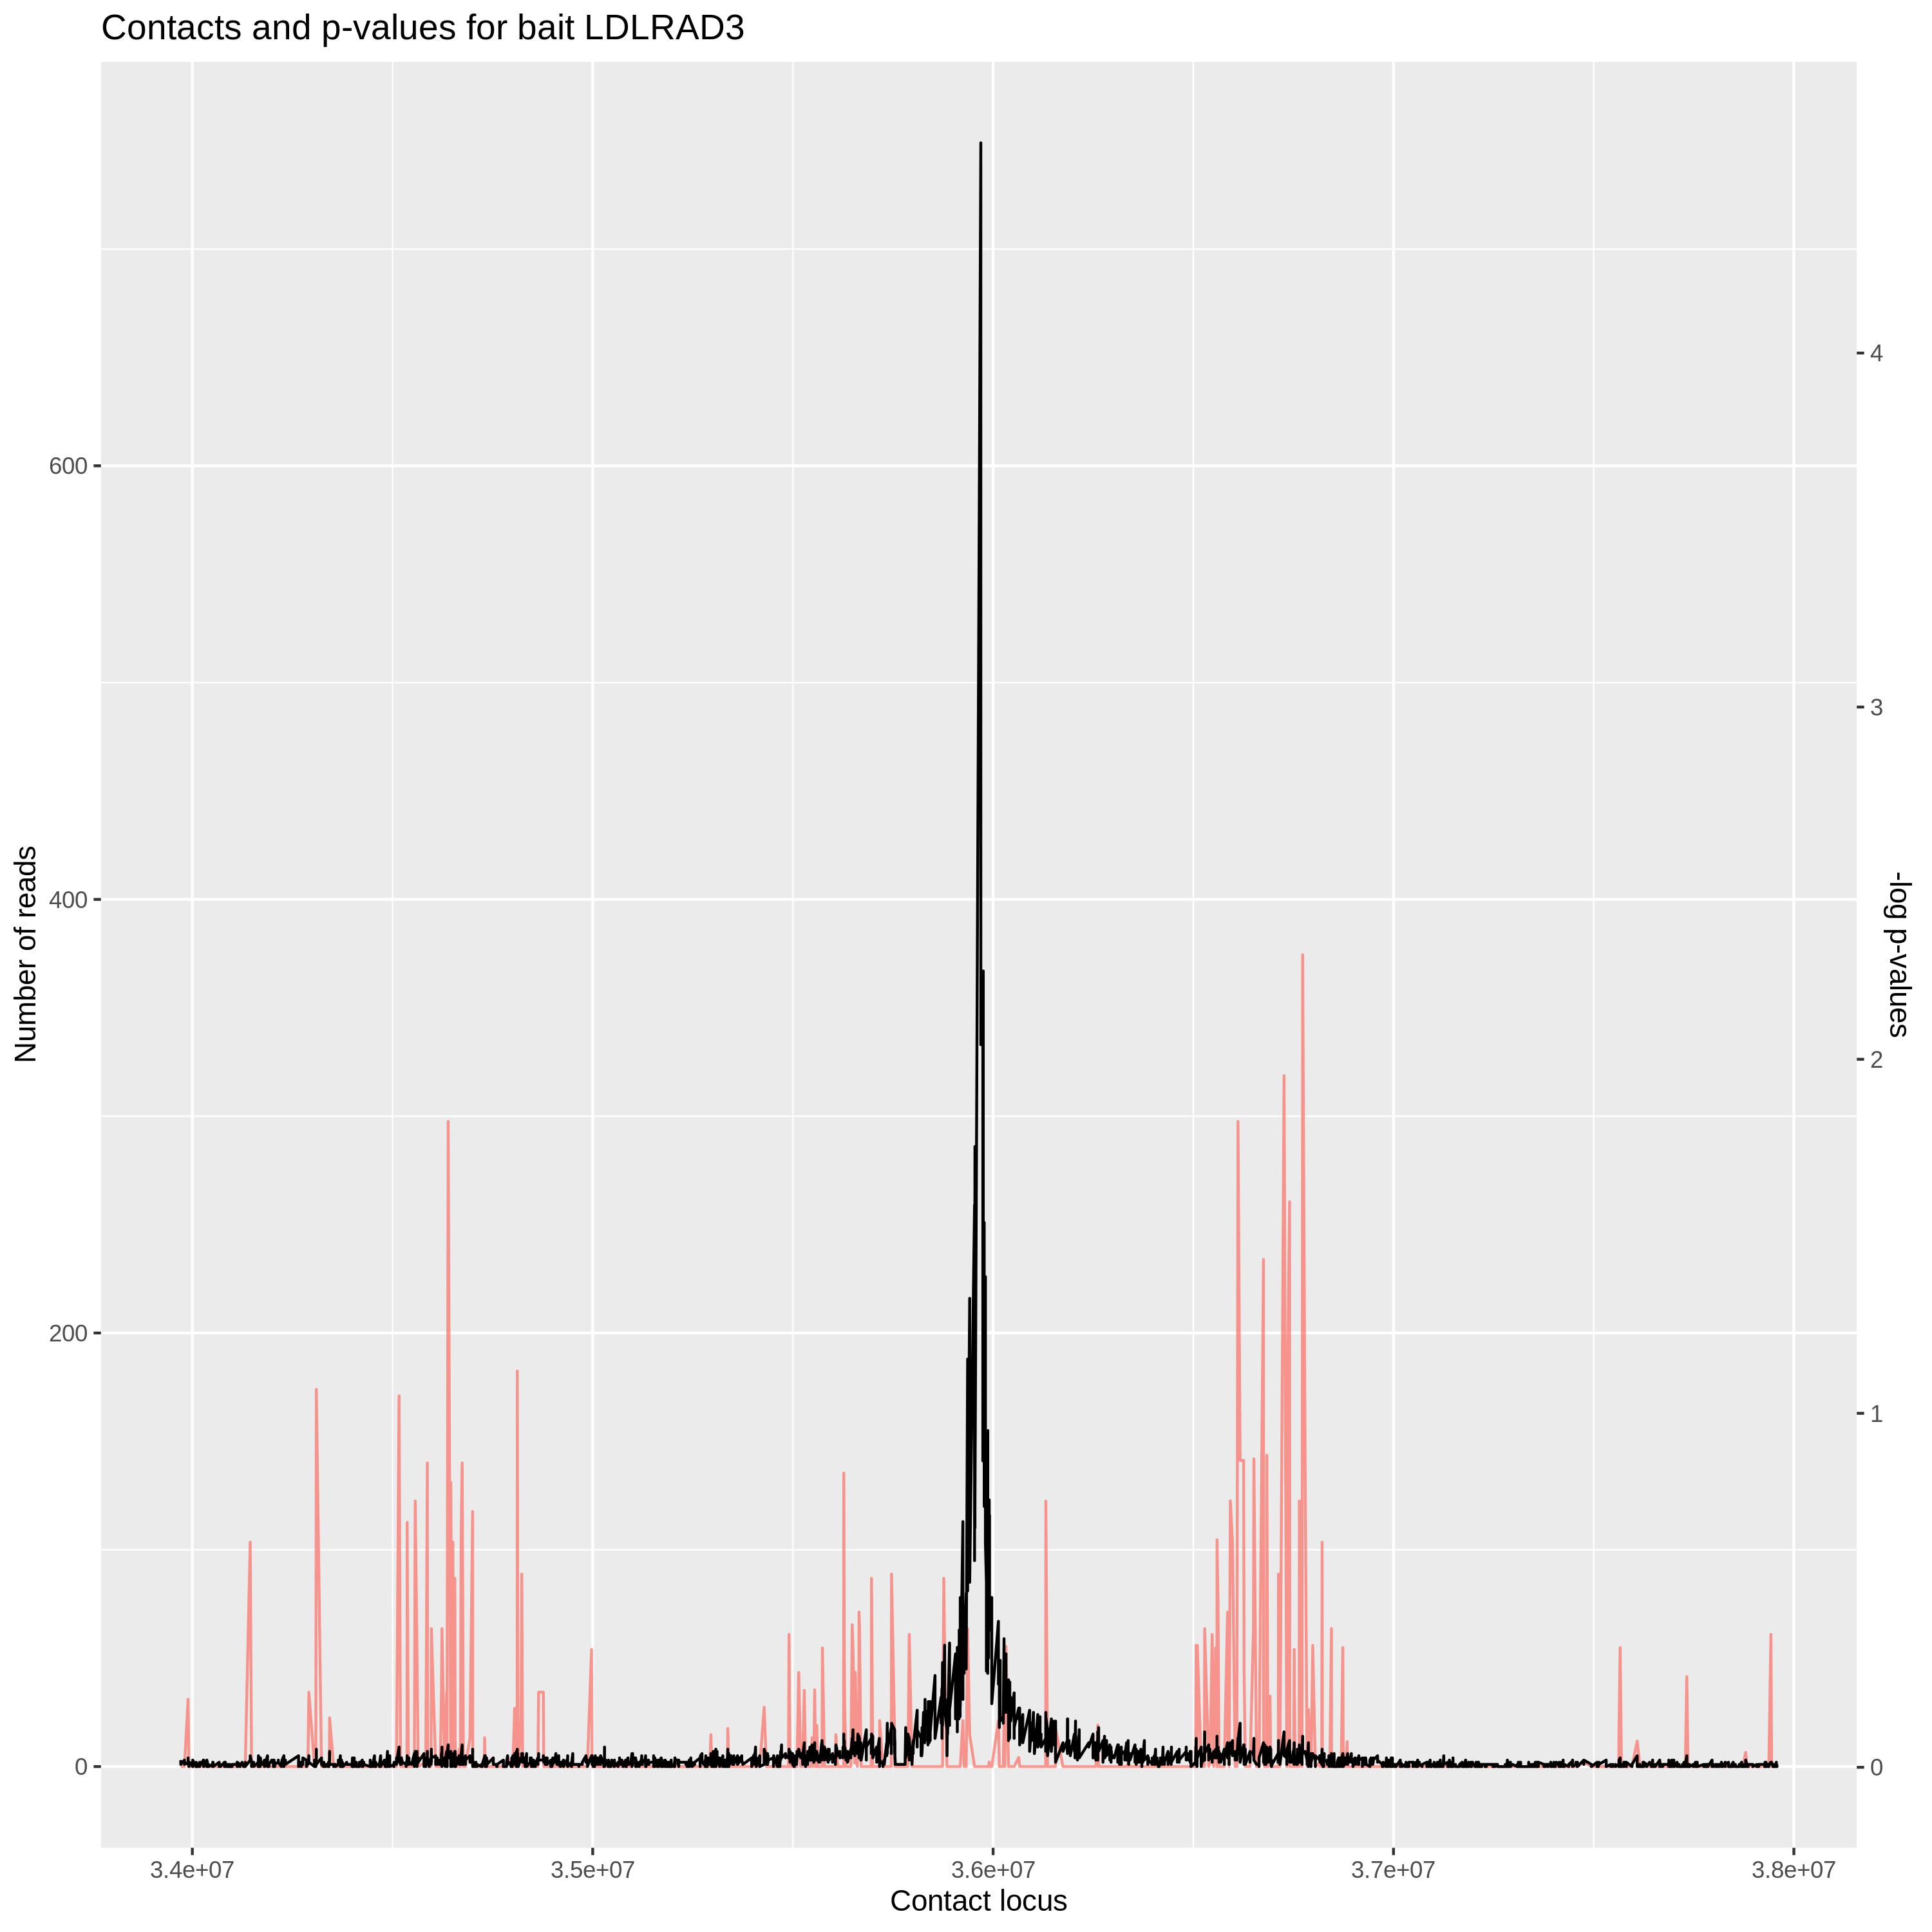 Contacts and p-values for bait LDLRAD3
600
400
200
0
Number of reads
4
3
2
1
0
-log p-values
3.4e+07 3.5e+07 3.6e+07 3.7e+07 3.8e+07
Contact locus